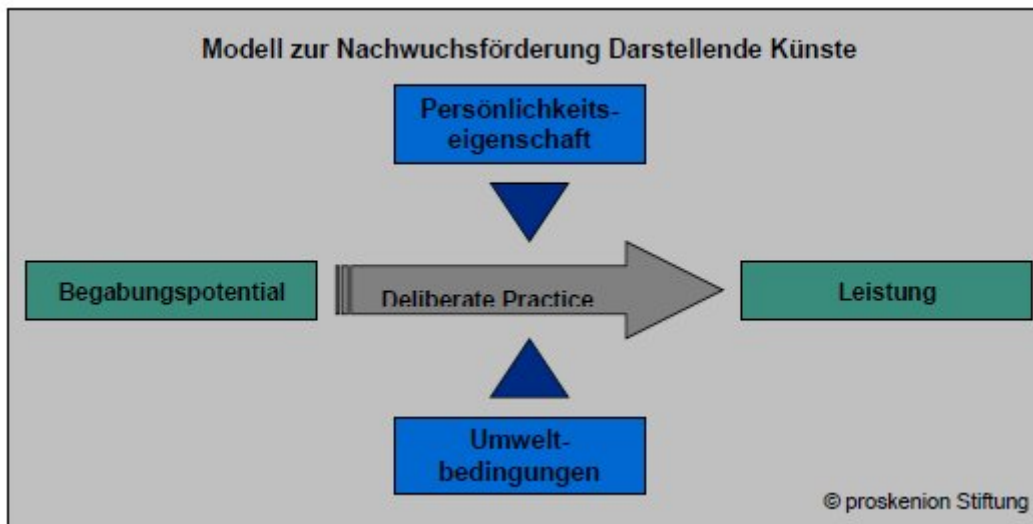 Modell zur Nachwuchsförderung Darstellende Künste
Persönlichkeits-
eigenschaft
Begabungspotential
Deliberate Practice
Leistung
Umwelt-
bedingungen
© proskenion Stiftung